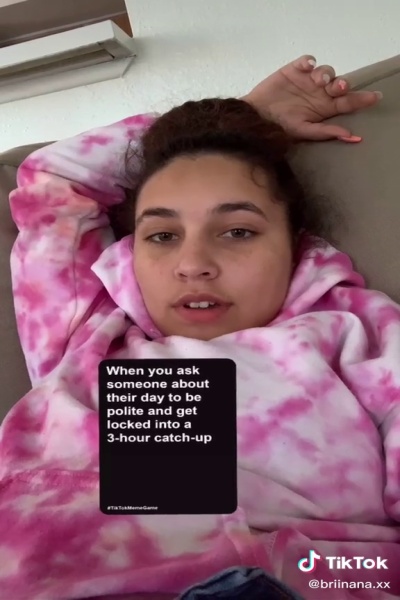 When you ask
someone about
their day to be
polite and get
locked into a
3-hour catch-up
#TikTokMemeGame
TikTok
@briinana.xx